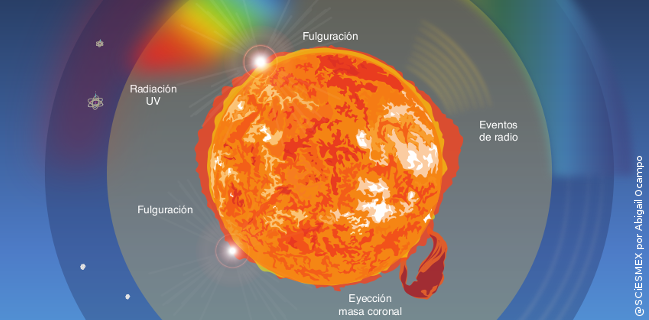 Fulguración
Radiación
UV
Eventos
de radio
Fulguración
Eyección
masa coronal
@SCiESMEX por Abigail Ocampo